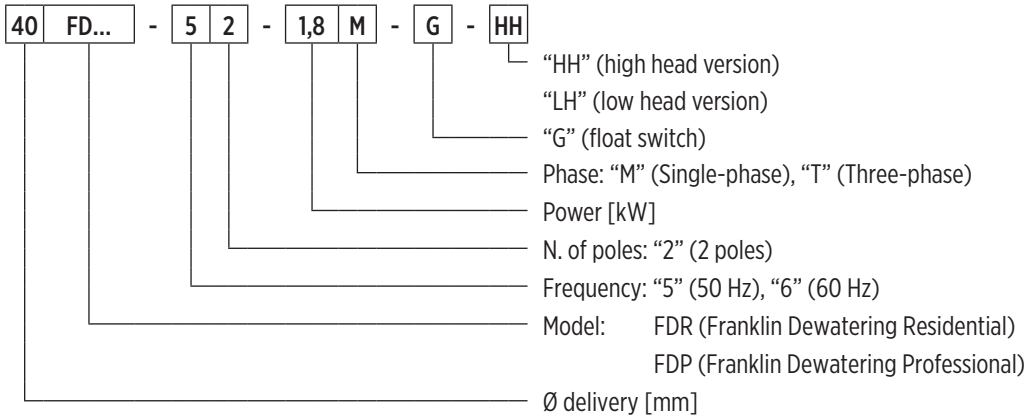 40 FD... - 5 2 - 1,8 M - G - HH
“HH” (high head version)
“LH” (low head version)
“G” (float switch)
Phase: “M” (Single-phase), “T” (Three-phase)
Power [kW]
N. of poles: “2” (2 poles)
Frequency: “5” (50 Hz), “6” (60 Hz)
Model: FDR (Franklin Dewatering Residential)
FDP (Franklin Dewatering Professional)
Ø delivery [mm]